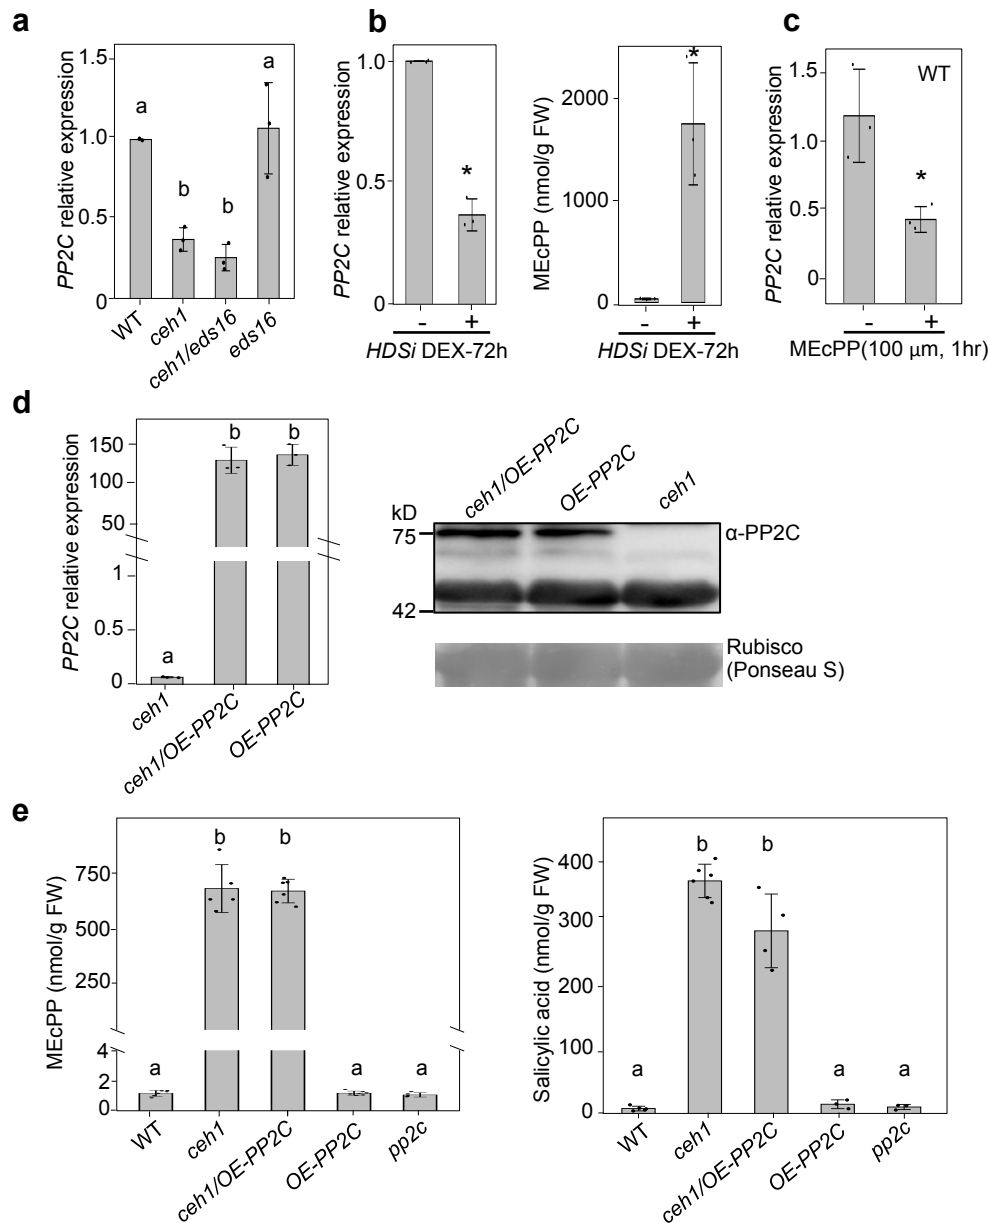 a
PP2C relative expression
1.5
1.0
0.5
0
a
b
b
a
WT
ceh1
ceh1/eds16
eds16
b
PP2C relative expression
1.0
0.5
0
*
-
+
HDSi DEX-72h
MEcPP (nmol/g FW)
2000
1000
0
*
-
+
HDSi DEX-72h
c
PP2C relative expression
1.5
1.0
0.5
0
WT
*
-
+
MEcPP(100 µm, 1hr)
d
PP2C relative expression
150
100
50
1
0.5
0
a
b
b
ceh1
ceh1/OE-PP2C
OE-PP2C
ceh1/OE-PP2C
OE-PP2C
ceh1
kD
75
42
α-PP2C
Rubisco
(Ponseau S)
e
MEcPP (nmol/g FW)
750
500
250
4
2
0
a
b
b
a
a
WT
ceh1
ceh1/OE-PP2C
OE-PP2C
pp2c
Salicylic acid (nmol/g FW)
400
300
200
100
0
a
b
b
a
a
WT
ceh1
ceh1/OE-PP2C
OE-PP2C
pp2c